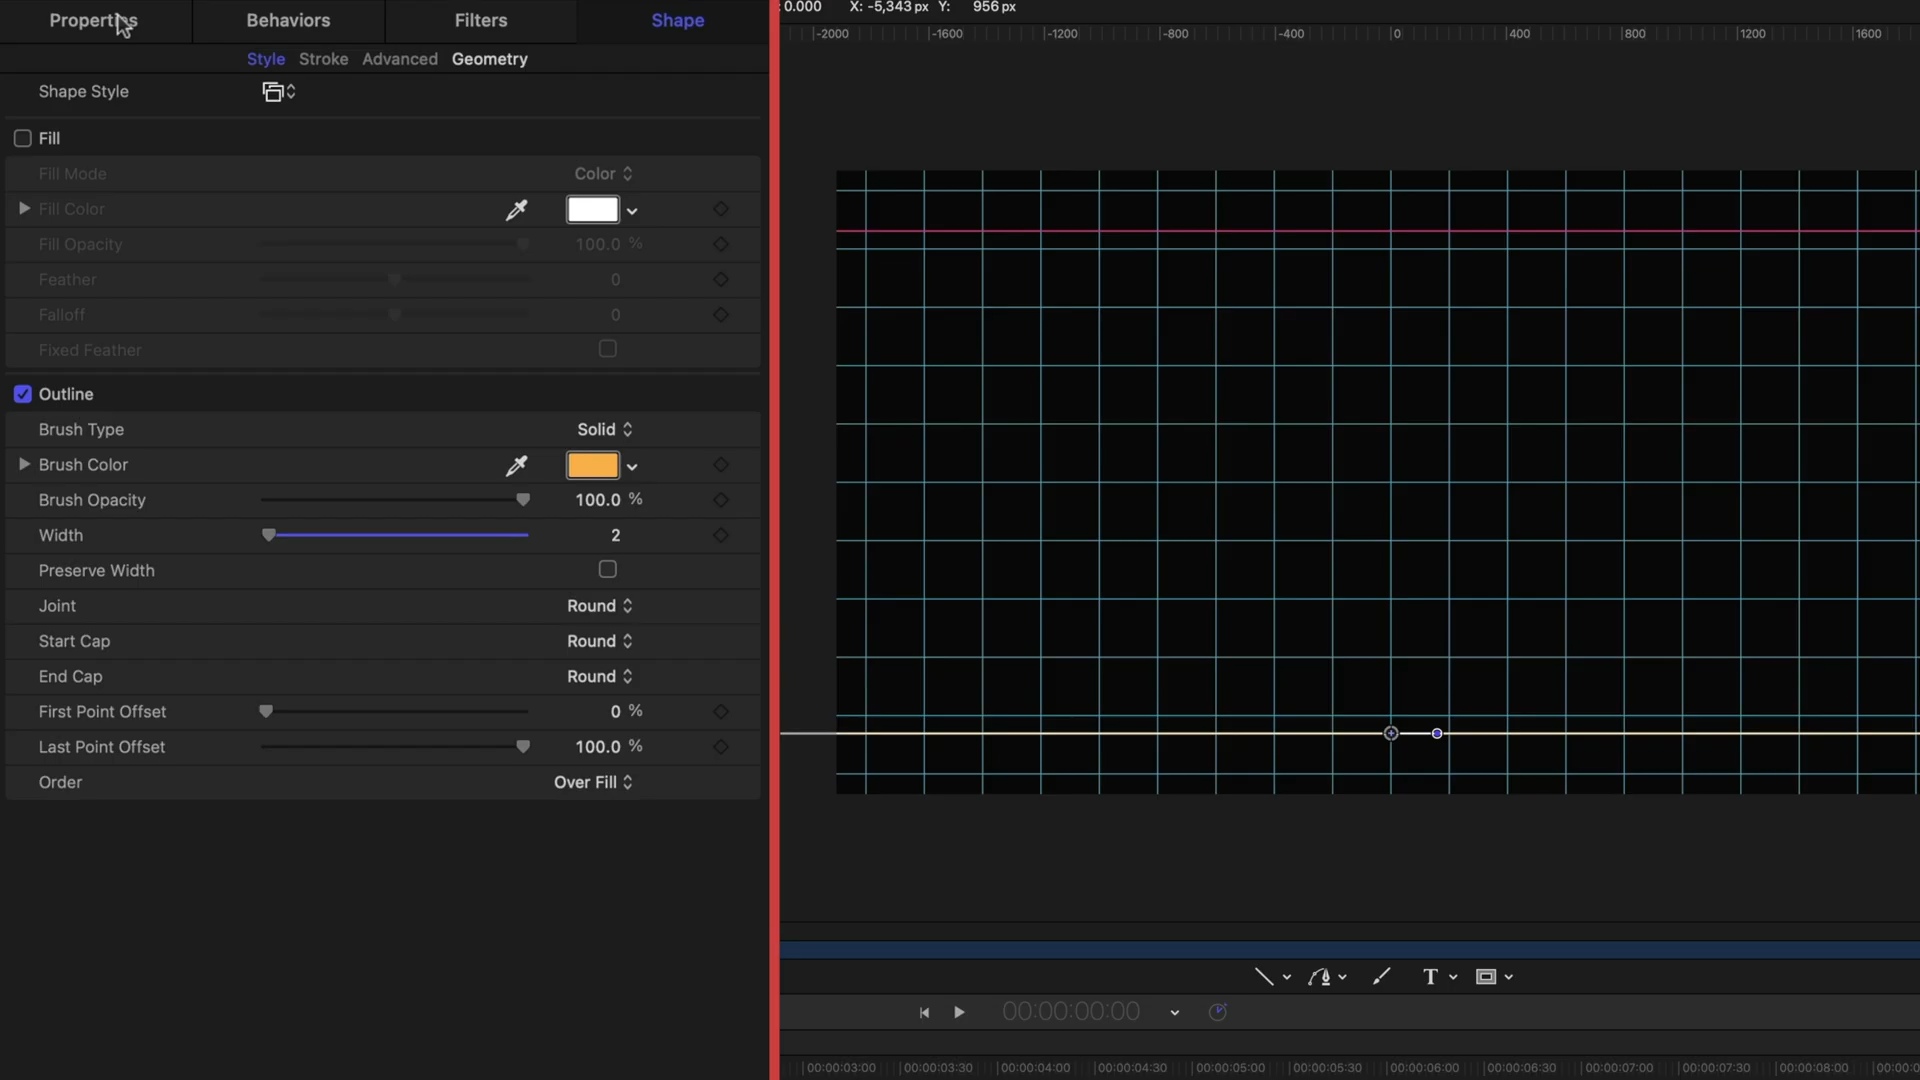 Properties Behaviors Filters Shape
Style Stroke Advanced Geometry
Shape Style
Fill
Fill Mode Color
Fill Color
Fill Opacity 100.0 %
Feather 0
Falloff 0
Fixed Feather
Outline
Brush Type Solid
Brush Color
Brush Opacity 100.0 %
Width 2
Preserve Width
Joint Round
Start Cap Round
End Cap Round
First Point Offset 0 %
Last Point Offset 100.0 %
Order Over Fill
: 0.000 X: -5,343 px Y: 956 px
-2000 -1600 -1200 -800 -400 0 400 800 1200 1600
T
00:00:00:00
00:00:03:00 00:00:03:30 00:00:04:00 00:00:04:30 00:00:05:00 00:00:05:30 00:00:06:00 00:00:06:30 00:00:07:00 00:00:07:30 00:00:08:00 00:00:0